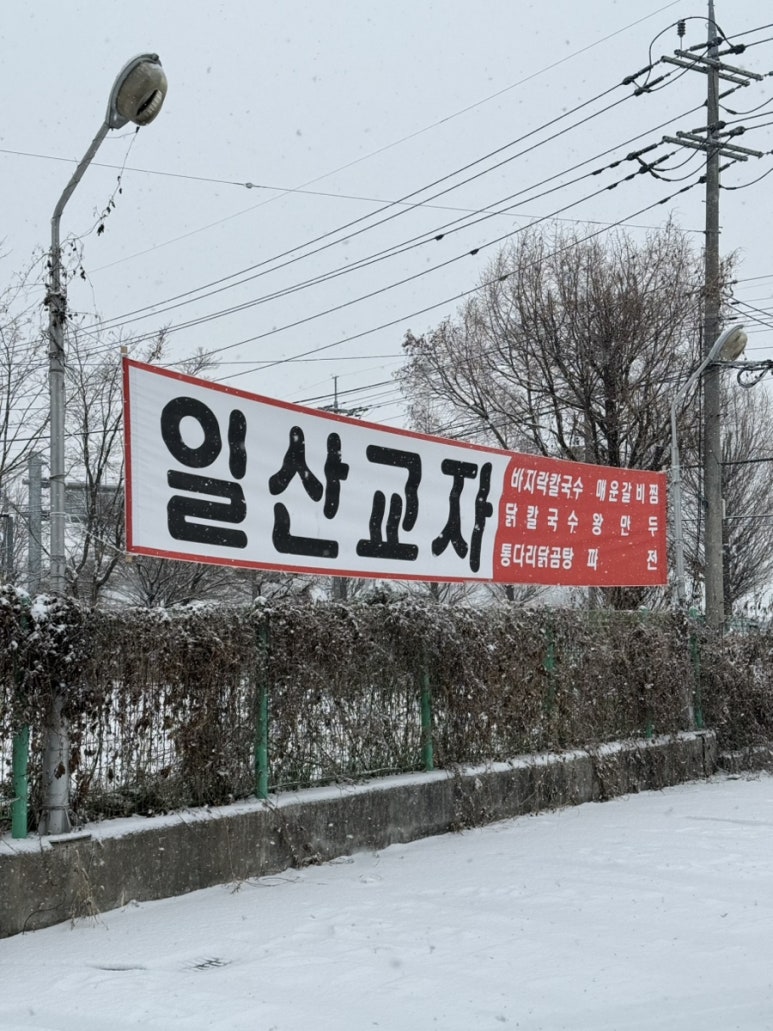 일산교자
바지락칼국수 매운갈비찜
닭칼국수왕만두
통다리닭곰탕 파전